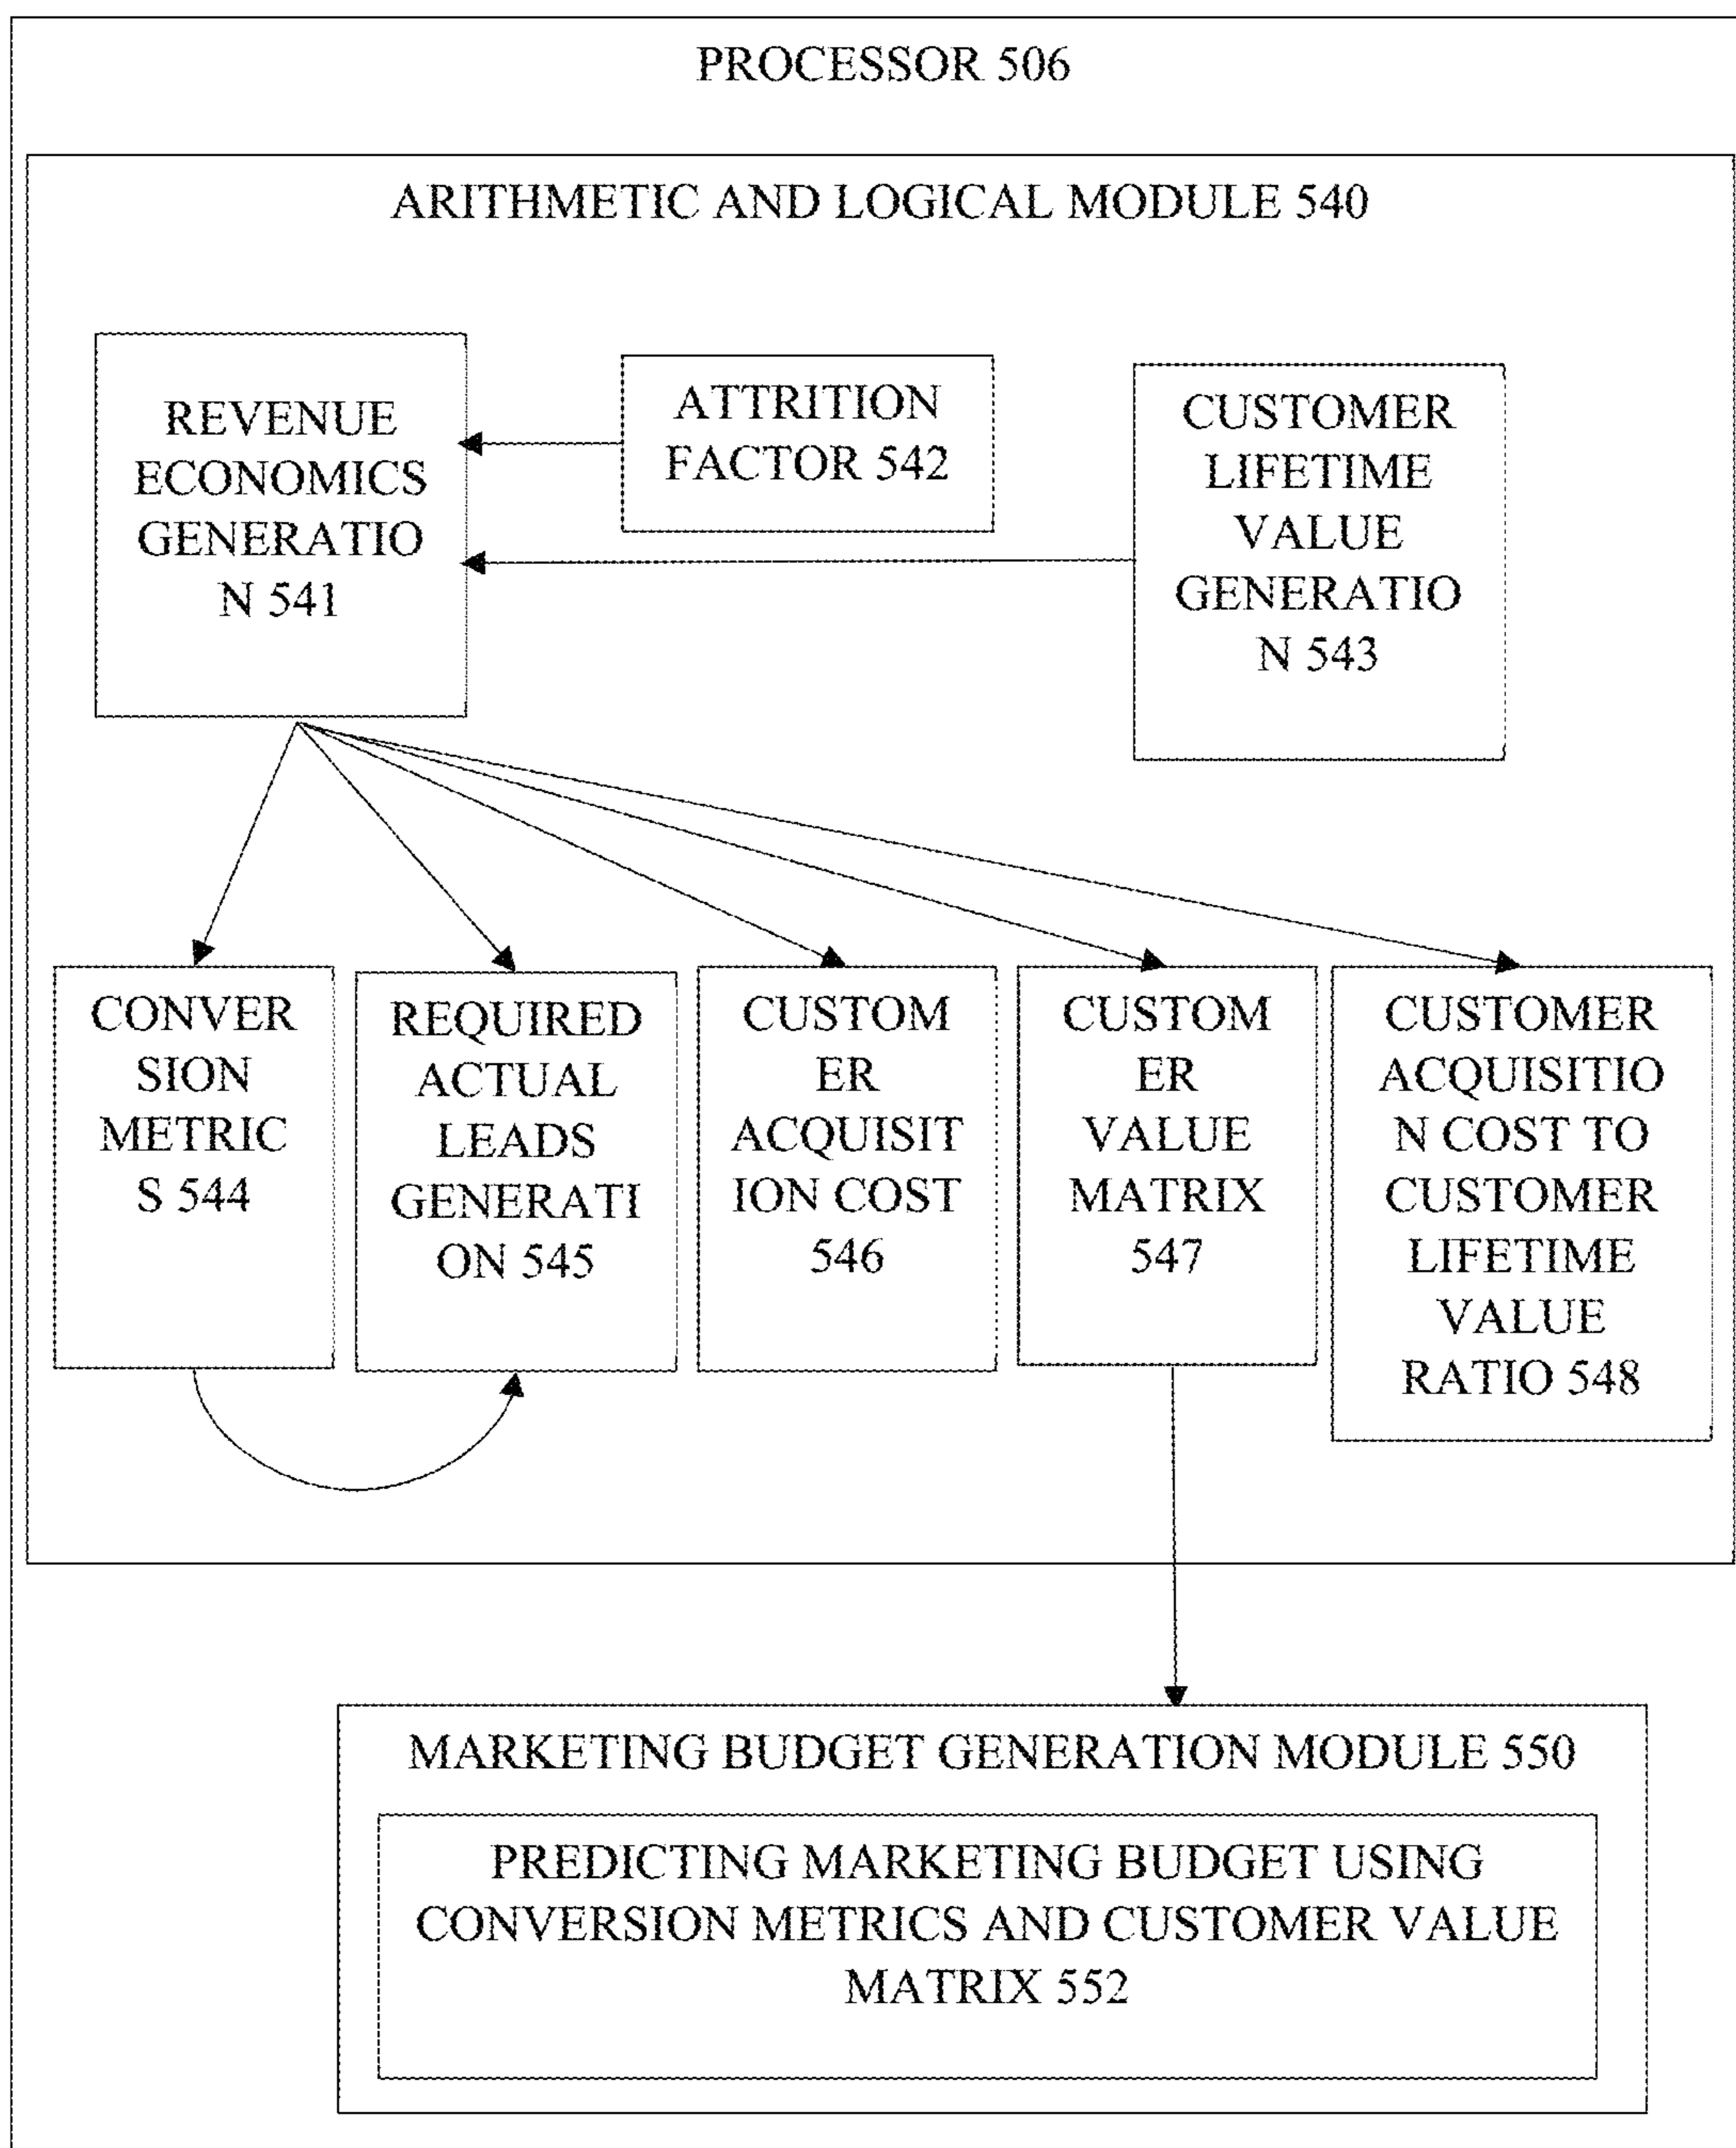 PROCESSOR 506
ARITHMETIC AND LOGICAL MODULE 540
REVENUE
ECONOMICS
GENERATIO
N 541
ATTRITION
FACTOR 542
CUSTOMER
LIFETIME
VALUE
GENERATIO
N 543
CONVER
SION
METRIC
S 544
REQUIRED
ACTUAL
LEADS
GENERATI
ON 545
CUSTOM
ER
ACQUISIT
ION COST
546
CUSTOM
ER
VALUE
MATRIX
547
CUSTOMER
ACQUISITIO
N COST TO
CUSTOMER
LIFETIME
VALUE
RATIO 548
MARKETING BUDGET GENERATION MODULE 550
PREDICTING MARKETING BUDGET USING
CONVERSION METRICS AND CUSTOMER VALUE
MATRIX 552